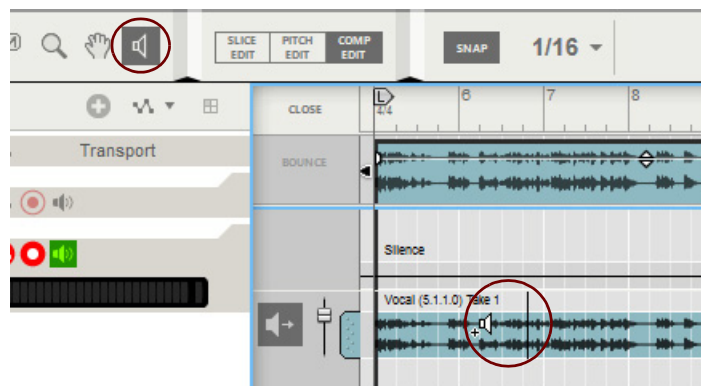 M
SLICE EDIT
PITCH EDIT
COMP EDIT
SNAP
1/16
CLOSE
L
4/4
6
7
8
Transport
BOUNCE
Silence
Vocal (5.1.1.0) Take 1